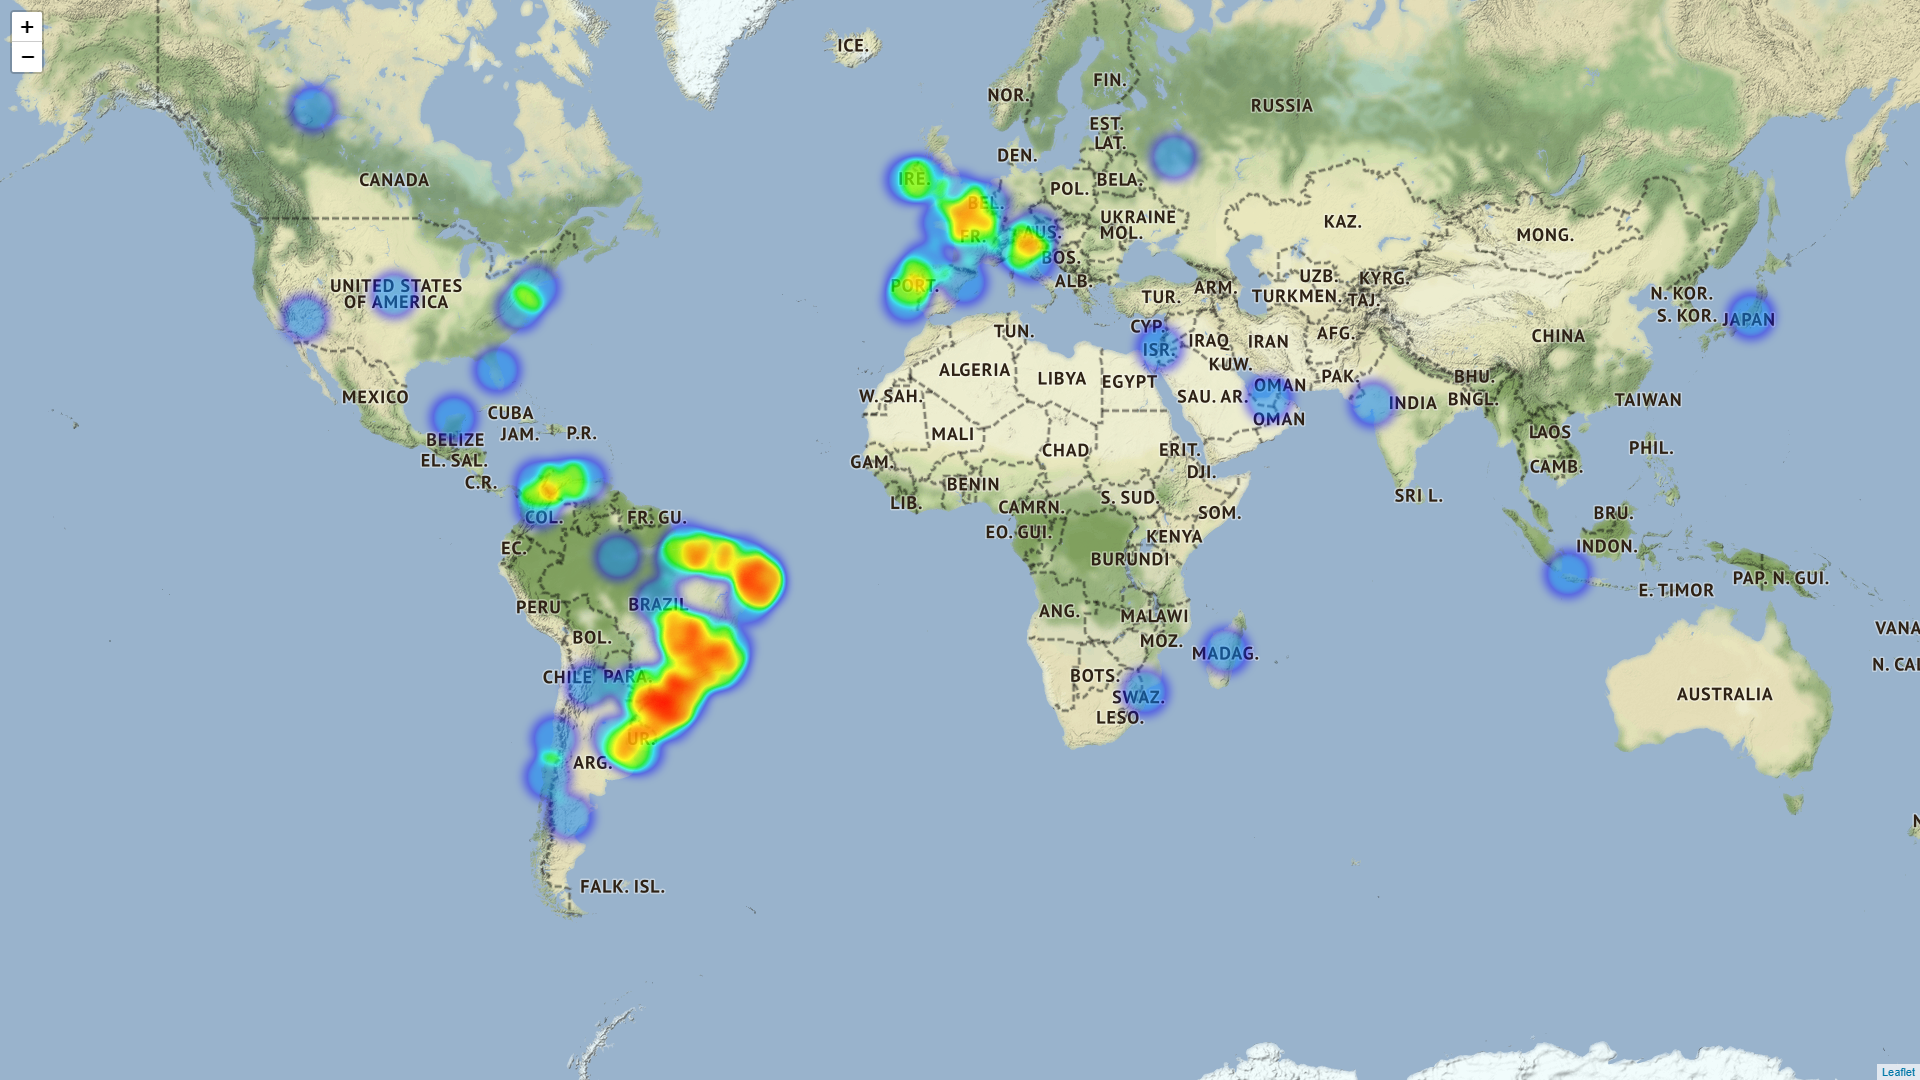 +
−
ICE.
FIN.
NOR.
RUSSIA
EST.
LAT.
DEN.
CANADA
IRE.
POL.
BELA.
BEL.
UKRAINE
MOL.
KAZ.
AUS.
FR.
MONG.
BOS.
UNITED STATES
OF AMERICA
PORT.
ALB.
UZB.
KYRG.
ARM.
TUR.
TURKMEN.
TAJ.
N. KOR.
S. KOR.
JAPAN
CYP.
TUN.
AFG.
CHINA
IRAQ
IRAN
ISR.
KUW.
ALGERIA
LIBYA
EGYPT
PAK.
BHU.
OMAN
MEXICO
W. SAH.
SAU. AR.
INDIA
BNGL.
TAIWAN
CUBA
OMAN
JAM.
P.R.
BELIZE
MALI
LAOS
CHAD
ERIT.
PHIL.
EL. SAL.
GAM.
DJI.
CAMB.
C.R.
BENIN
S. SUD.
SRI L.
LIB.
CAMRN.
SOM.
BRU.
COL.
FR. GU.
EO. GUI.
KENYA
EC.
INDON.
BURUNDI
PAP. N. GUI.
E. TIMOR
PERU
BRAZIL
ANG.
MALAWI
VANA
BOL.
MOZ.
MADAG.
N. CAL
CHILE
PARA.
BOTS.
SWAZ.
AUSTRALIA
LESO.
UR.
ARG.
N
FALK. ISL.
Leaflet